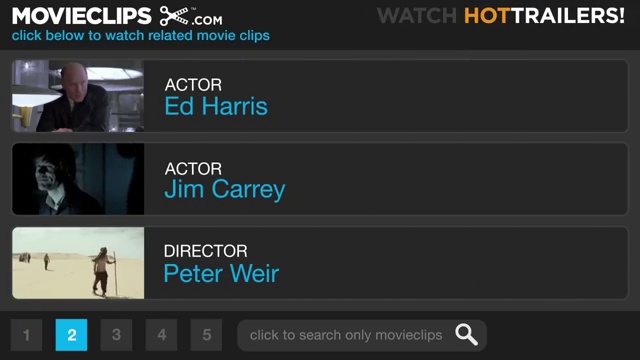 MOVIECLIPS .COM
WATCH HOTTRAILERS!
click below to watch related movie clips
ACTOR
Ed Harris
ACTOR
Jim Carrey
DIRECTOR
Peter Weir
1 2 3 4 5 click to search only movieclips